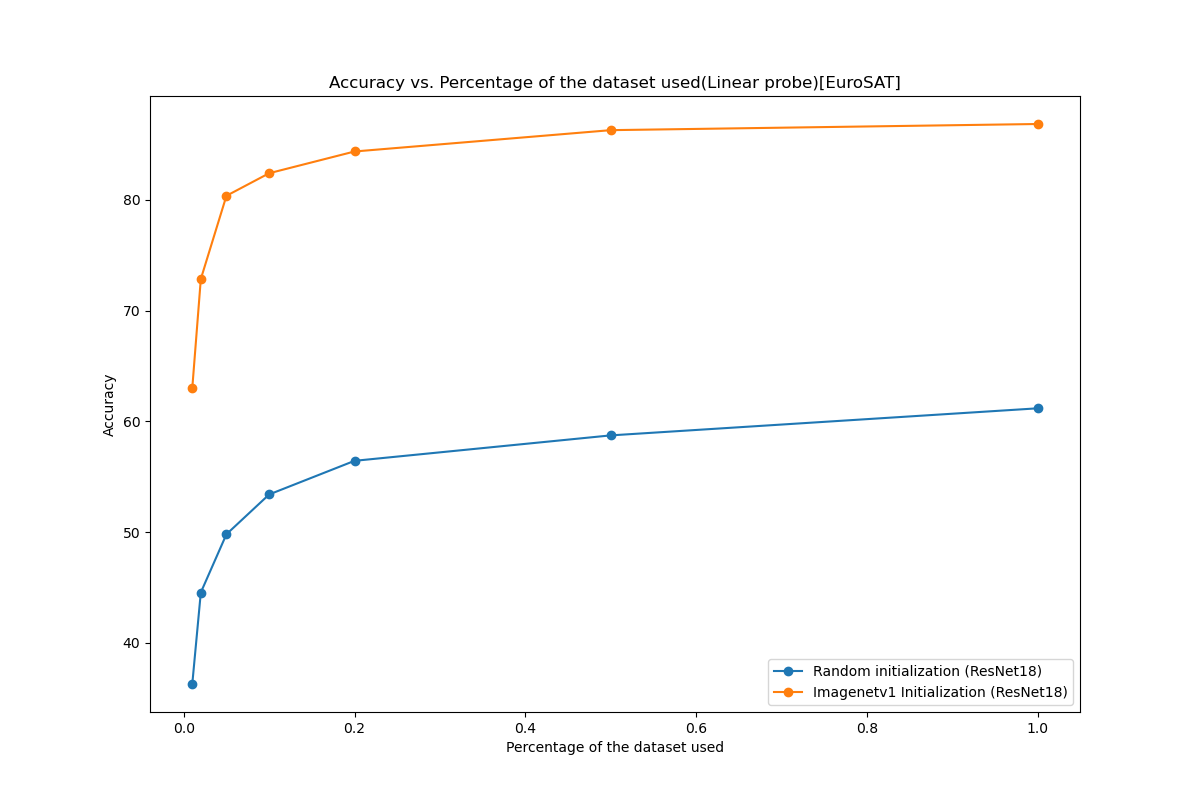 Accuracy vs. Percentage of the dataset used(Linear probe)[EuroSAT]
80
70
60
50
40
Accuracy
0.0 0.2 0.4 0.6 0.8 1.0
Percentage of the dataset used
Random initialization (ResNet18)
Imagenetv1 Initialization (ResNet18)